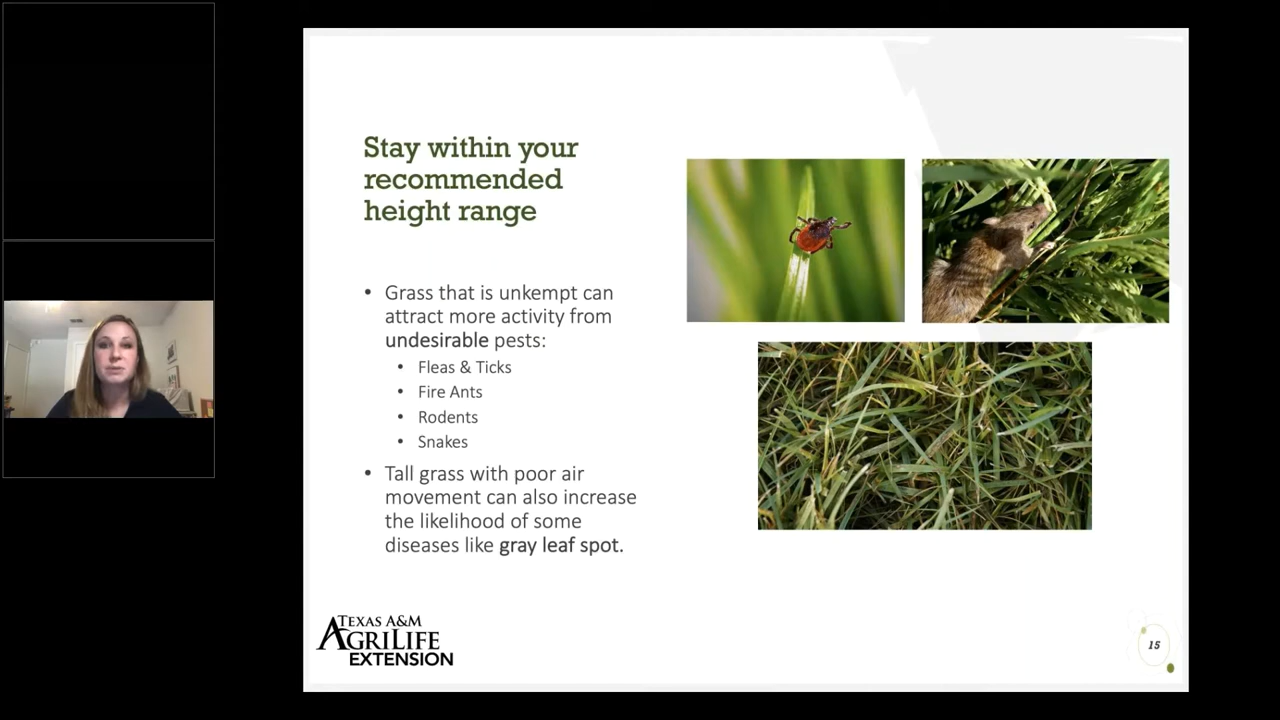 Stay within your
recommended
height range
• Grass that is unkempt can
attract more activity from
undesirable pests:
• Fleas & Ticks
• Fire Ants
• Rodents
• Snakes
• Tall grass with poor air
movement can also increase
the likelihood of some
diseases like gray leaf spot.
TEXAS A&M
AGRILIFE
EXTENSION
15